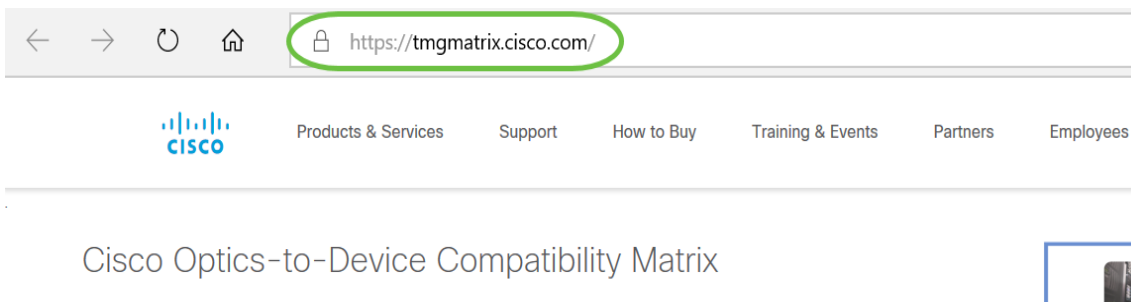 https://tmgmatrix.cisco.com/
CISCO
Products & Services Support How to Buy Training & Events Partners Employees
Cisco Optics-to-Device Compatibility Matrix